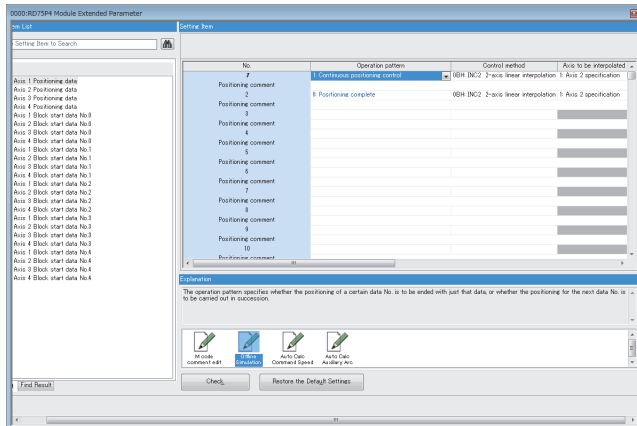 0000:RD75P4 Module Extended Parameter
em List
Setting Item
Setting Item to Search
No.
Operation pattern
Control method
Axis to be interpolated
1: Continuous positioning control
0BH: INC2 2-axis linear interpolation
1: Axis 2 specification
Positioning comment
2
0: Positioning complete
0BH: INC2 2-axis linear interpolation
1: Axis 2 specification
Positioning comment
3
Positioning comment
4
Positioning comment
5
Positioning comment
6
Positioning comment
7
Positioning comment
8
Positioning comment
9
Positioning comment
10
Positioning comment
Axis 1 Positioning data
Axis 2 Positioning data
Axis 3 Positioning data
Axis 4 Positioning data
Axis 1 Block start data No.0
Axis 2 Block start data No.0
Axis 3 Block start data No.0
Axis 4 Block start data No.0
Axis 1 Block start data No.1
Axis 2 Block start data No.1
Axis 3 Block start data No.1
Axis 4 Block start data No.1
Axis 1 Block start data No.2
Axis 2 Block start data No.2
Axis 3 Block start data No.2
Axis 4 Block start data No.2
Axis 1 Block start data No.3
Axis 2 Block start data No.3
Axis 3 Block start data No.3
Axis 4 Block start data No.3
Axis 1 Block start data No.4
Axis 2 Block start data No.4
Axis 3 Block start data No.4
Axis 4 Block start data No.4
Explanation
The operation pattern specifies whether the positioning of a certain data No. is to be ended with just that data, or whether the positioning for the next data No. is
to be carried out in succession.
M code
comment edit
Offline
Simulation
Auto Calc
Command Speed
Auto Calc
Auxiliary Arc
Find Result
Check
Restore the Default Settings